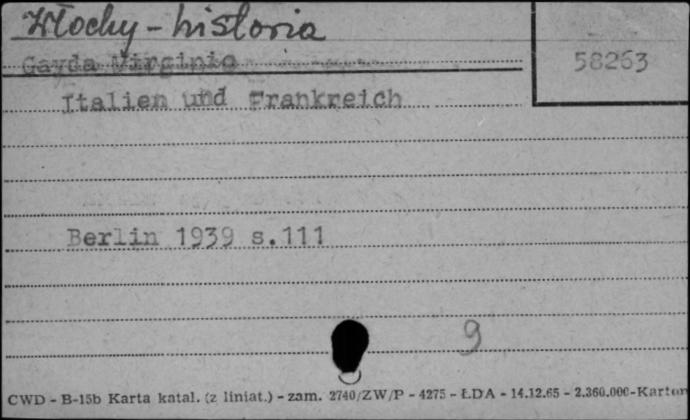 Włochy - historia
Gayda Virginio
58263
Italien und Frankreich
Berlin 1939 s.111
9
CWD - B-15b Karta katal. (z liniat.) - zam. 2740/ZW/P - 4275 - ŁDA - 14.12.65 - 2.360.000 - Karton